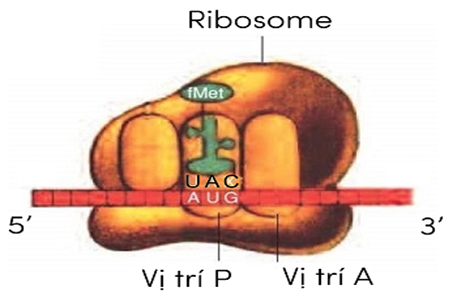 Ribosome
fMet
UAC
AUG
5' 3'
Vị trí P Vị trí A